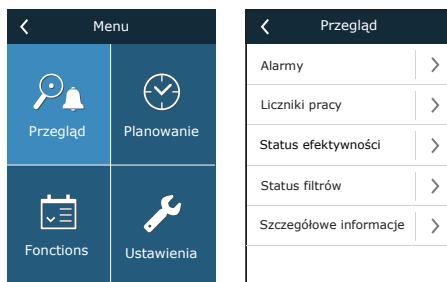 Menu
Przegląd
Planowanie
Fonctions
Ustawienia
Przegląd
Alarmy
Liczniki pracy
Status efektywności
Status filtrów
Szczegółowe informacje